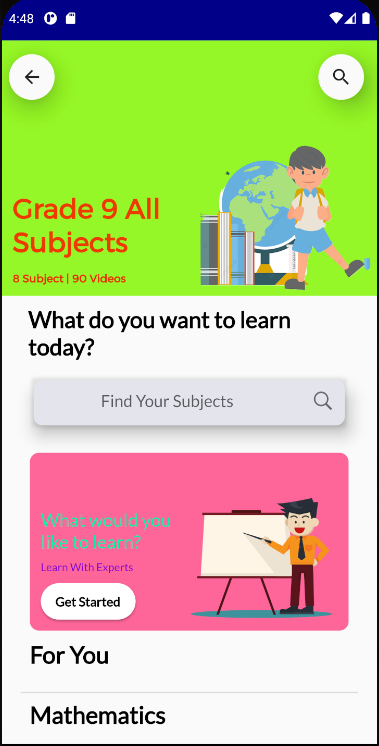 4:48
Grade 9 All
Subjects
8 Subject | 90 Videos
What do you want to learn
today?
Find Your Subjects
What would you
like to learn?
Learn With Experts
Get Started
For You
Mathematics